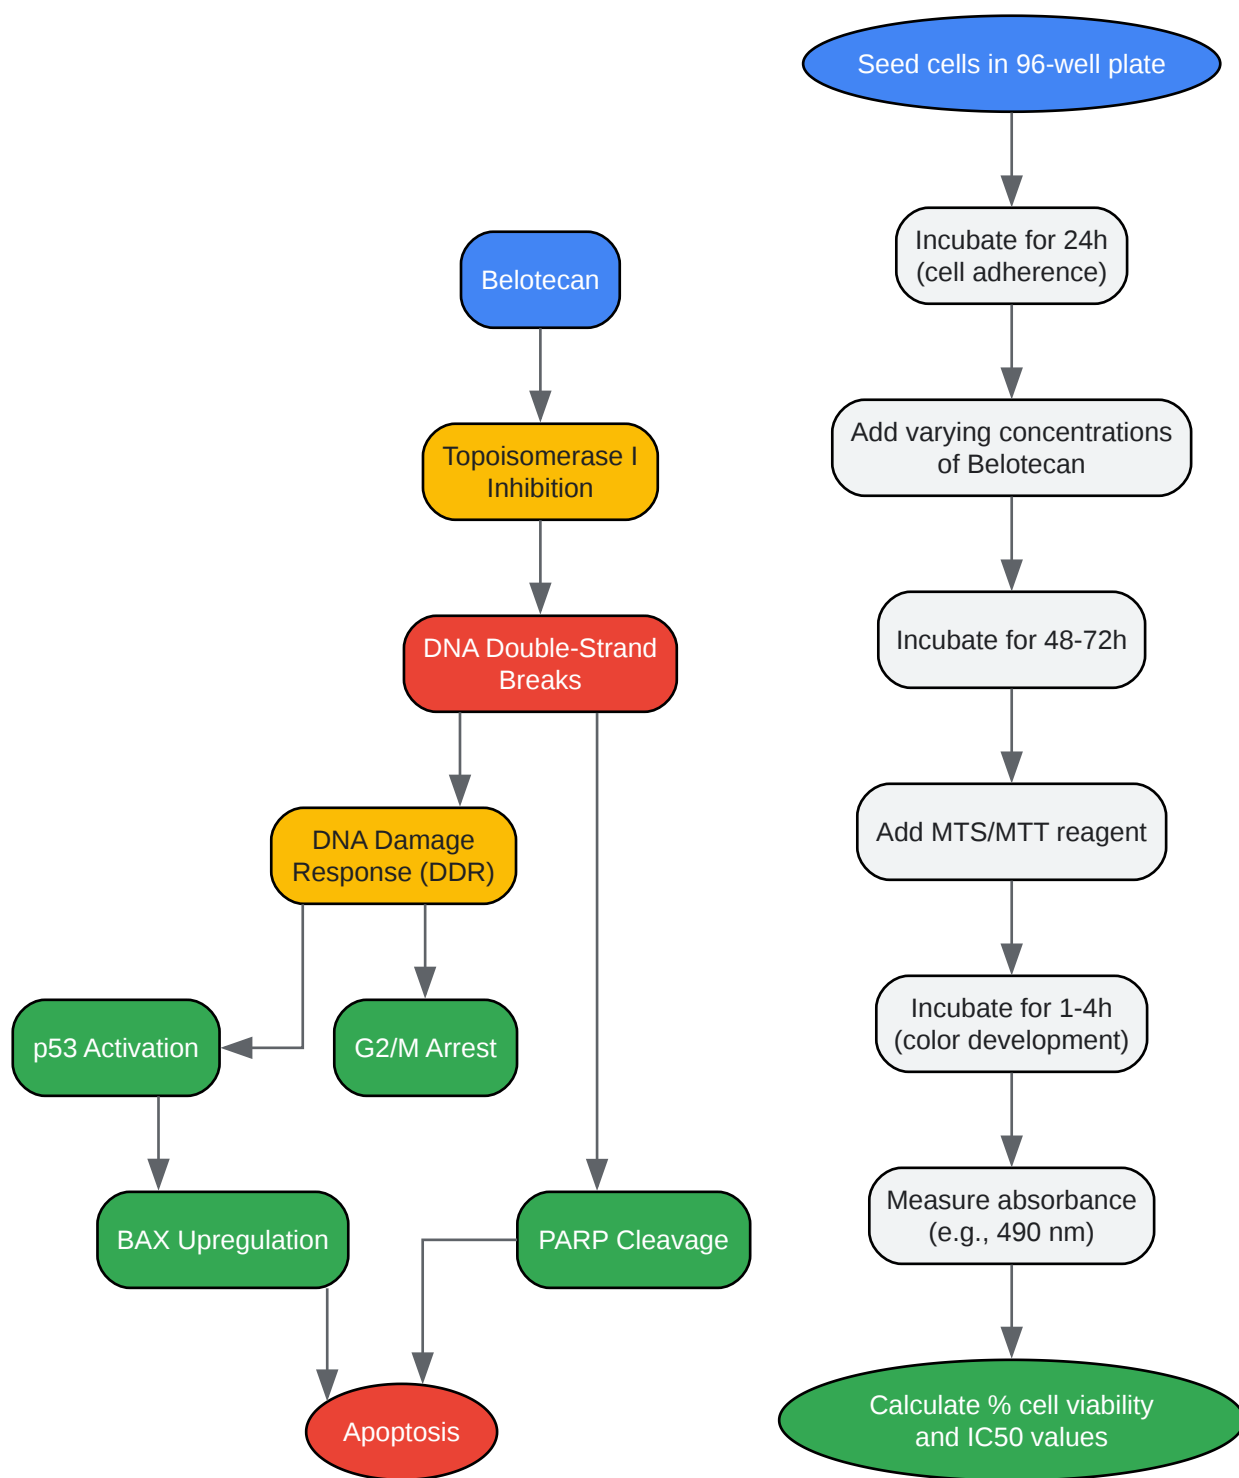 Belotecan
Topoisomerase I
Inhibition
DNA Double-Strand
Breaks
DNA Damage
Response (DDR)
p53 Activation
G2/M Arrest
BAX Upregulation
PARP Cleavage
Apoptosis
Seed cells in 96-well plate
Incubate for 24h
(cell adherence)
Add varying concentrations
of Belotecan
Incubate for 48-72h
Add MTS/MTT reagent
Incubate for 1-4h
(color development)
Measure absorbance
(e.g., 490 nm)
Calculate % cell viability
and IC50 values